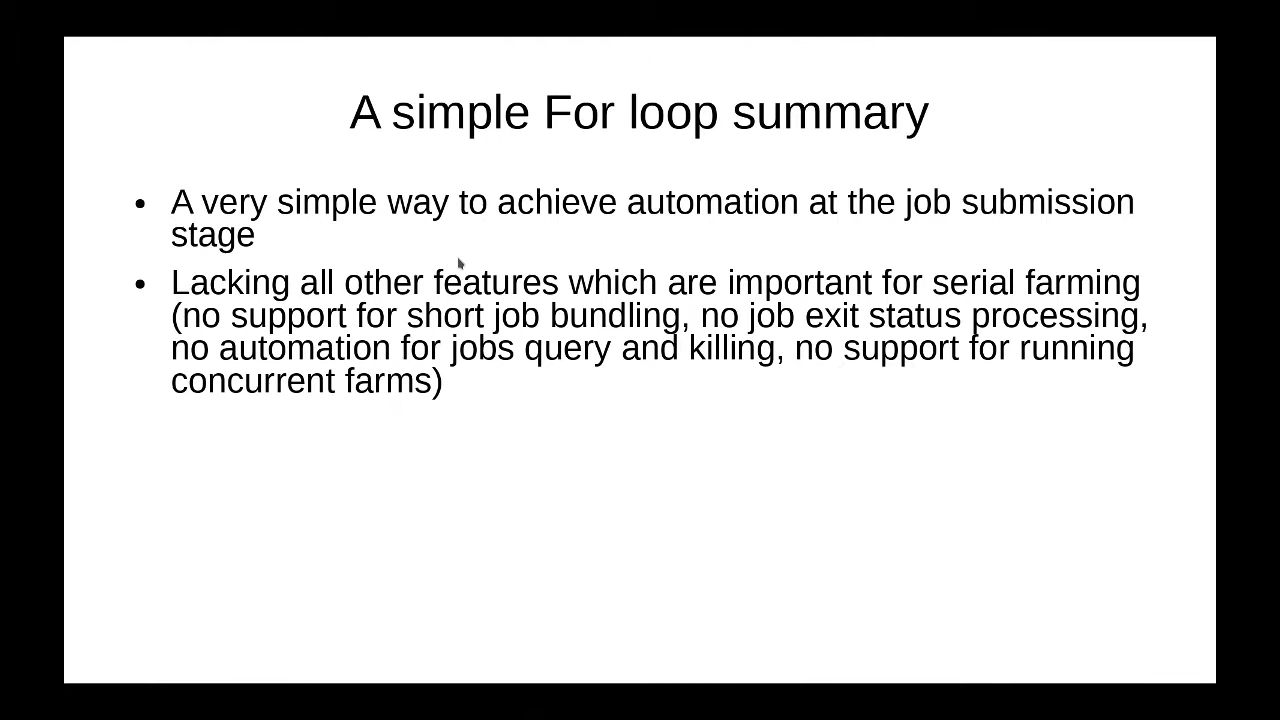 A simple For loop summary
• A very simple way to achieve automation at the job submission
stage
• Lacking all other features which are important for serial farming
(no support for short job bundling, no job exit status processing,
no automation for jobs query and killing, no support for running
concurrent farms)